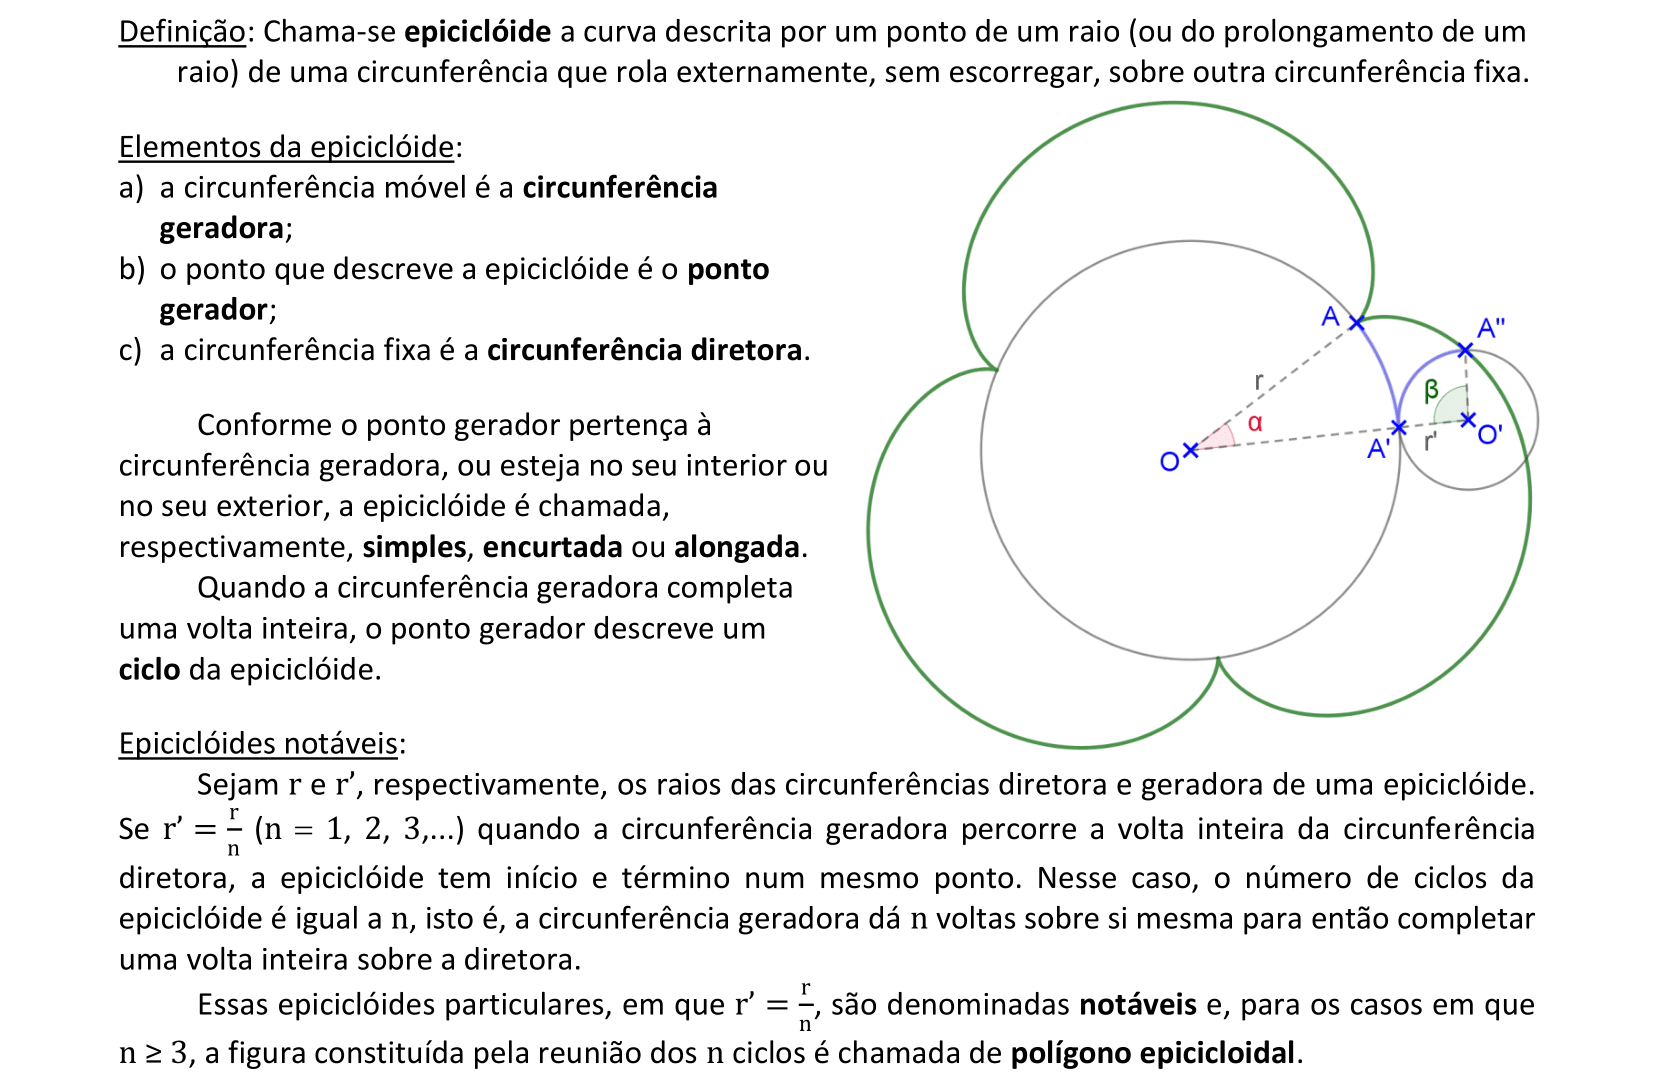 Definição: Chama-se epiciclóide a curva descrita por um ponto de um raio (ou do prolongamento de um
raio) de uma circunferência que rola externamente, sem escorregar, sobre outra circunferência fixa.
Elementos da epiciclóide:
a) a circunferência móvel é a circunferência
geradora;
b) o ponto que descreve a epiciclóide é o ponto
gerador;
c) a circunferência fixa é a circunferência diretora.
Conforme o ponto gerador pertença à
circunferência geradora, ou esteja no seu interior ou
no seu exterior, a epiciclóide é chamada,
respectivamente, simples, encurtada ou alongada.
Quando a circunferência geradora completa
uma volta inteira, o ponto gerador descreve um
ciclo da epiciclóide.
A
A"
r
β
α
O
A'
r'
O'
Epiciclóides notáveis:
Sejam r e r’, respectivamente, os raios das circunferências diretora e geradora de uma epiciclóide.
Se r’ = r/n (n = 1, 2, 3,...) quando a circunferência geradora percorre a volta inteira da circunferência
diretora, a epiciclóide tem início e término num mesmo ponto. Nesse caso, o número de ciclos da
epiciclóide é igual a n, isto é, a circunferência geradora dá n voltas sobre si mesma para então completar
uma volta inteira sobre a diretora.
Essas epiciclóides particulares, em que r’ = r/n, são denominadas notáveis e, para os casos em que
n ≥ 3, a figura constituída pela reunião dos n ciclos é chamada de polígono epicicloidal.